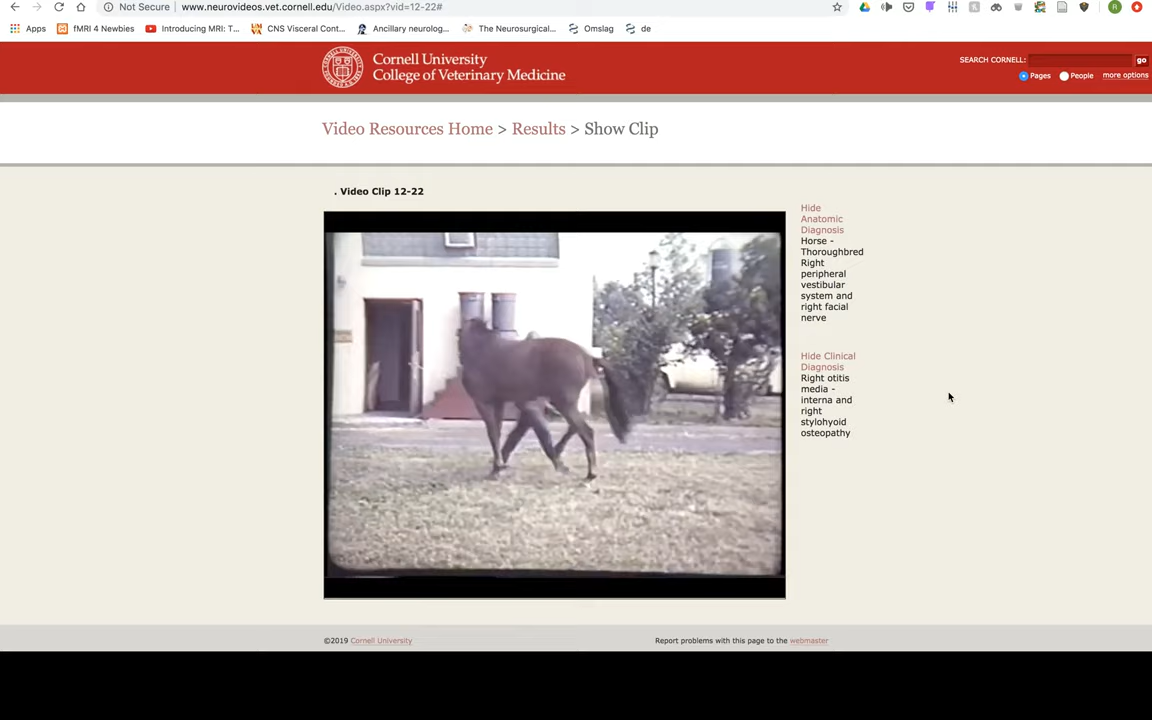 Not Secure | www.neurovideos.vet.cornell.edu/Video.aspx?vid=12-22#
R
Apps
fMRI 4 Newbies
Introducing MRI: T...
CNS Visceral Cont...
Ancillary neurolog...
The Neurosurgical...
Omslag
de
Cornell University
College of Veterinary Medicine
SEARCH CORNELL:
go
Pages
People
more options
Video Resources Home > Results > Show Clip
. Video Clip 12-22
Hide
Anatomic
Diagnosis
Horse -
Thoroughbred
Right
peripheral
vestibular
system and
right facial
nerve
Hide Clinical
Diagnosis
Right otitis
media -
interna and
right
stylohyoid
osteopathy
©2019 Cornell University
Report problems with this page to the webmaster